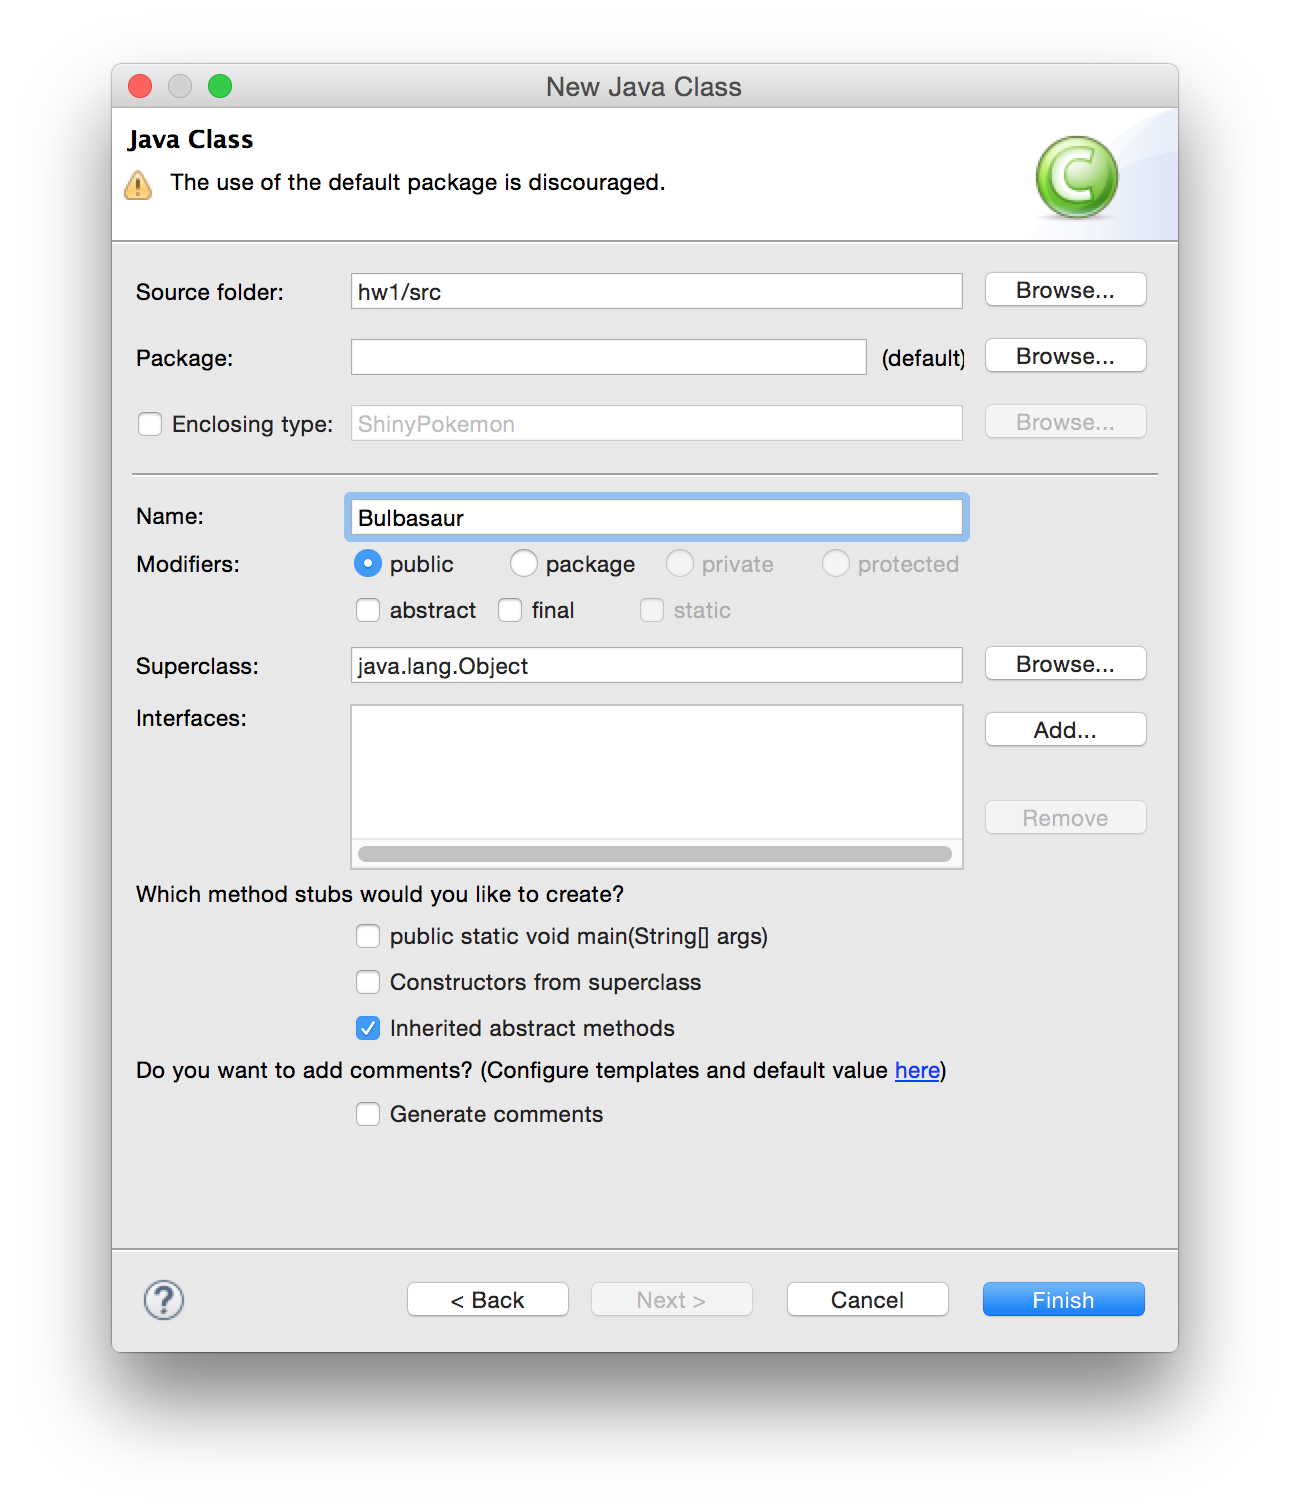 New Java Class
Java Class
The use of the default package is discouraged.
C
Source folder: hw1/src Browse...
Package: (default) Browse...
Enclosing type: ShinyPokemon Browse...
Name: Bulbasaur
Modifiers: public package private protected
abstract final static
Superclass: java.lang.Object Browse...
Interfaces: Add...
Remove
Which method stubs would you like to create?
public static void main(String[] args)
Constructors from superclass
Inherited abstract methods
Do you want to add comments? (Configure templates and default value here)
Generate comments
? < Back Next > Cancel Finish